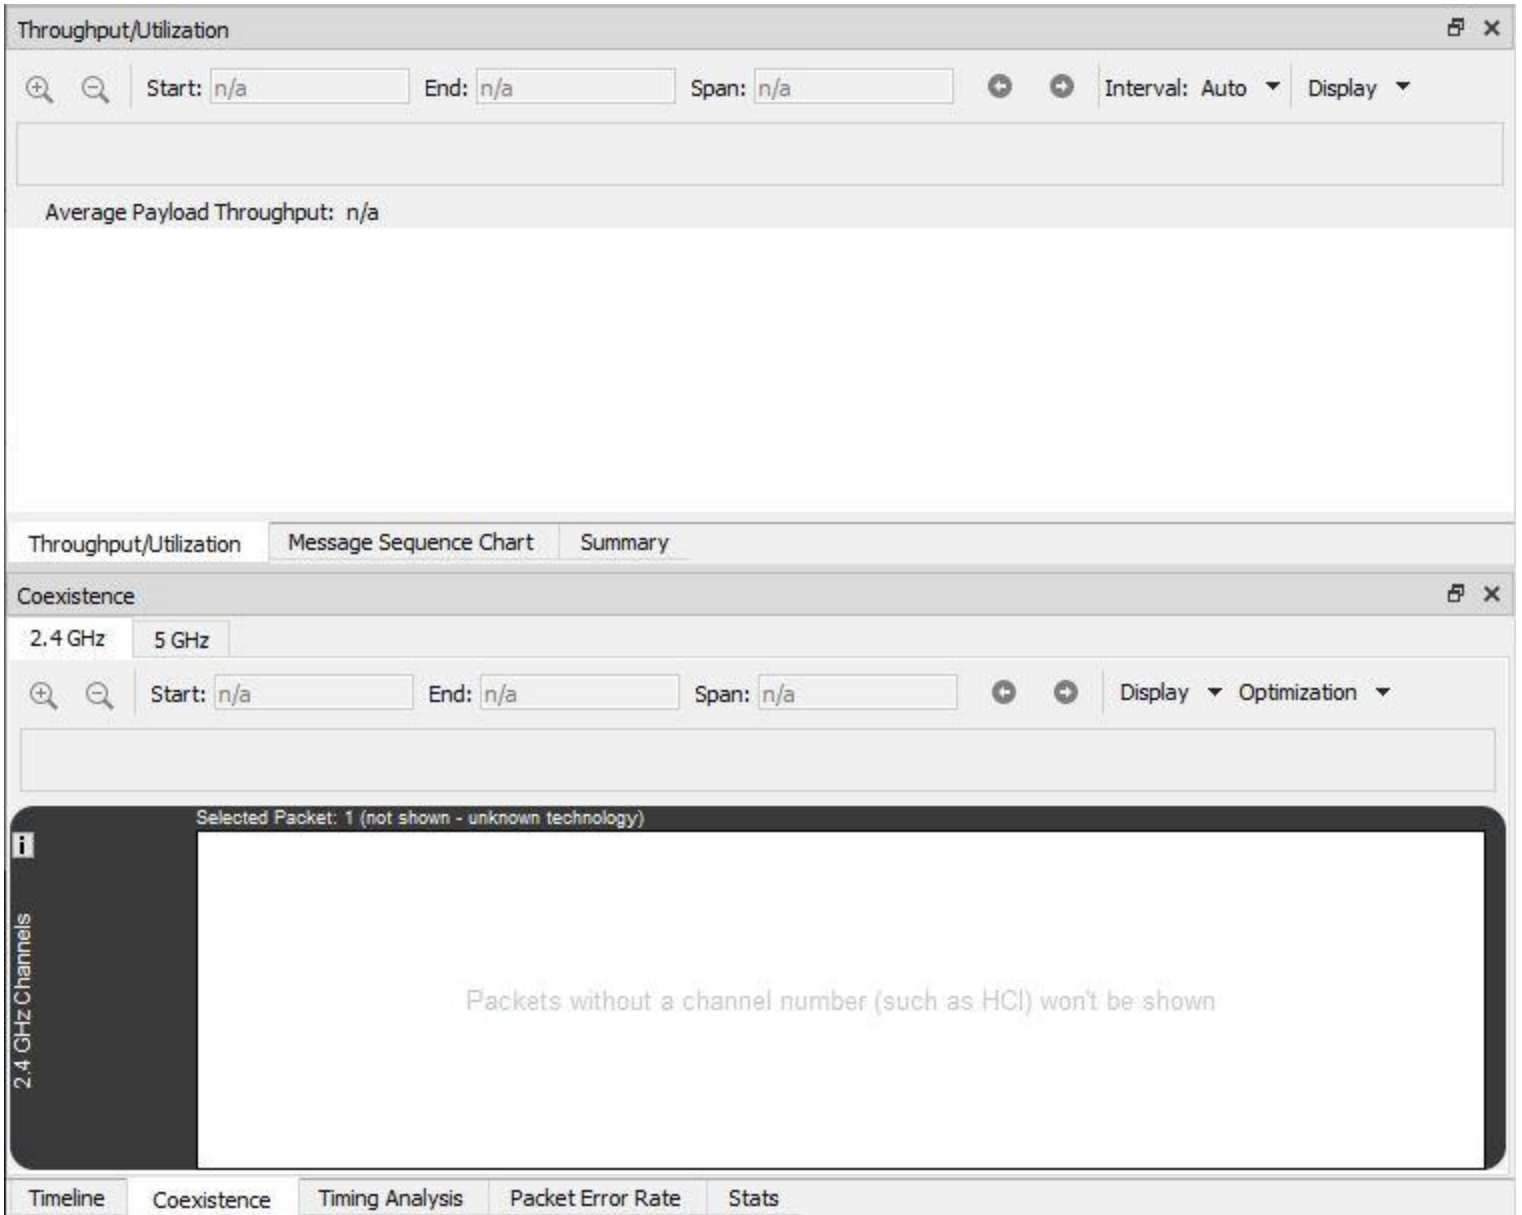 Throughput/Utilization
Start: n/a End: n/a Span: n/a Interval: Auto Display
Average Payload Throughput: n/a
Throughput/Utilization Message Sequence Chart Summary
Coexistence
2.4 GHz 5 GHz
Start: n/a End: n/a Span: n/a Display Optimization
Selected Packet: 1 (not shown - unknown technology)
i
2.4 GHz Channels
Packets without a channel number (such as HCI) won't be shown
Timeline Coexistence Timing Analysis Packet Error Rate Stats